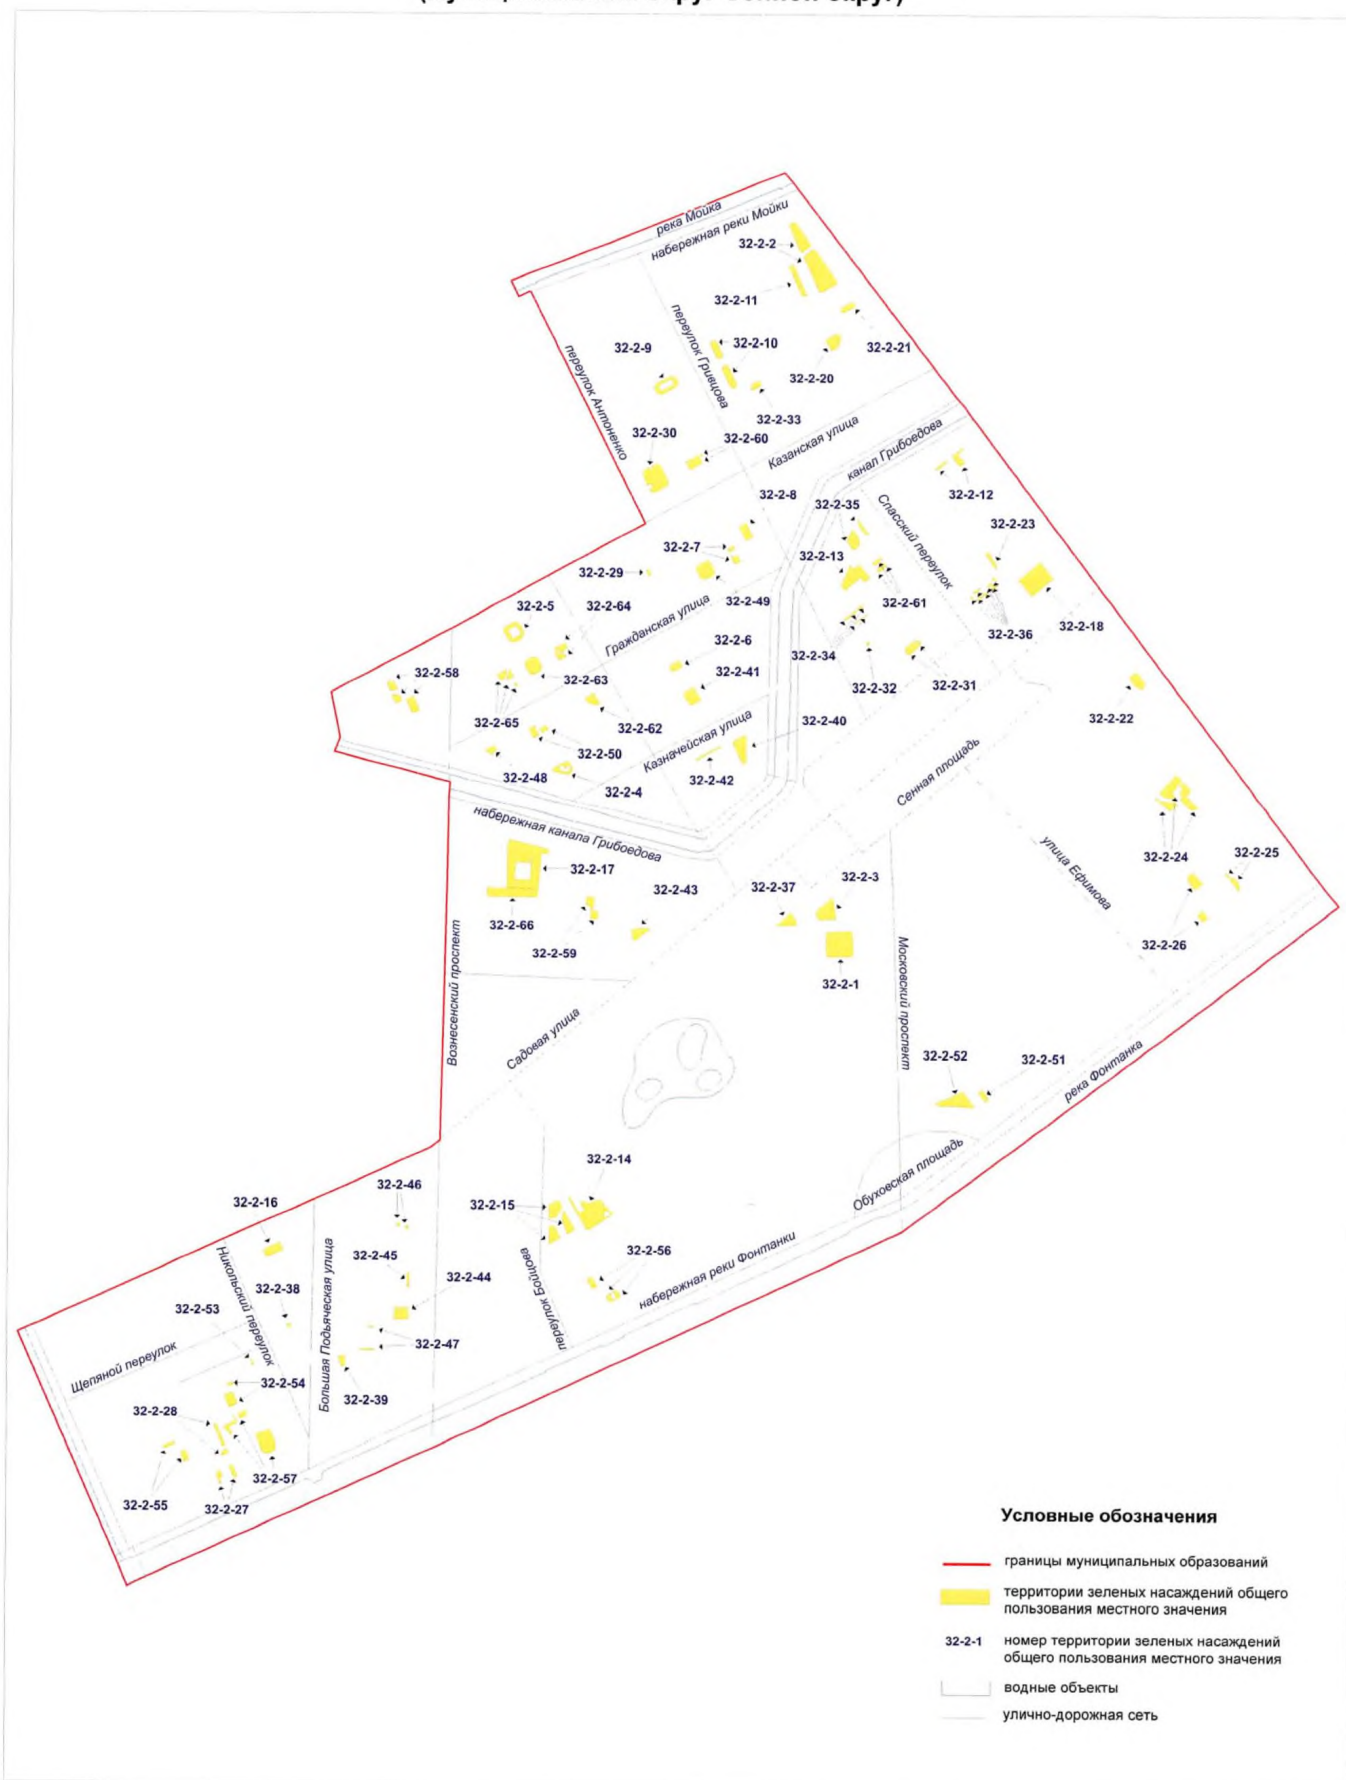 река Мойка
набережная реки Мойки
32-2-2
32-2-11
переулок Гривцова
32-2-10
32-2-21
32-2-9
переулок Антоненко
32-2-20
32-2-33
32-2-30
32-2-60
Казанская улица
канал Грибоедова
32-2-8
32-2-35
Спасский переулок
32-2-12
32-2-23
32-2-7
32-2-13
32-2-29
32-2-5
32-2-64
32-2-49
32-2-61
Гражданская улица
32-2-18
32-2-36
32-2-6
32-2-34
32-2-41
32-2-58
32-2-63
32-2-32
32-2-31
32-2-65
32-2-62
32-2-40
32-2-22
Казначейская улица
32-2-50
32-2-48
32-2-42
Сенная площадь
32-2-4
набережная канала Грибоедова
улица Ефимова
32-2-24
32-2-25
32-2-17
32-2-43
32-2-37
32-2-3
32-2-66
32-2-59
32-2-26
32-2-1
Вознесенский проспект
Московский проспект
Садовая улица
32-2-52
32-2-51
река Фонтанка
Обуховская площадь
32-2-14
32-2-46
32-2-15
32-2-16
32-2-56
32-2-45
набережная реки Фонтанки
переулок Бойцова
32-2-44
Никольский переулок
Большая Подьяческая улица
32-2-38
32-2-53
32-2-47
Щепяной переулок
32-2-54
32-2-39
32-2-28
32-2-57
32-2-55
32-2-27
Условные обозначения
границы муниципальных образований
территории зеленых насаждений общего
пользования местного значения
32-2-1 номер территории зеленых насаждений
общего пользования местного значения
водные объекты
улично-дорожная сеть